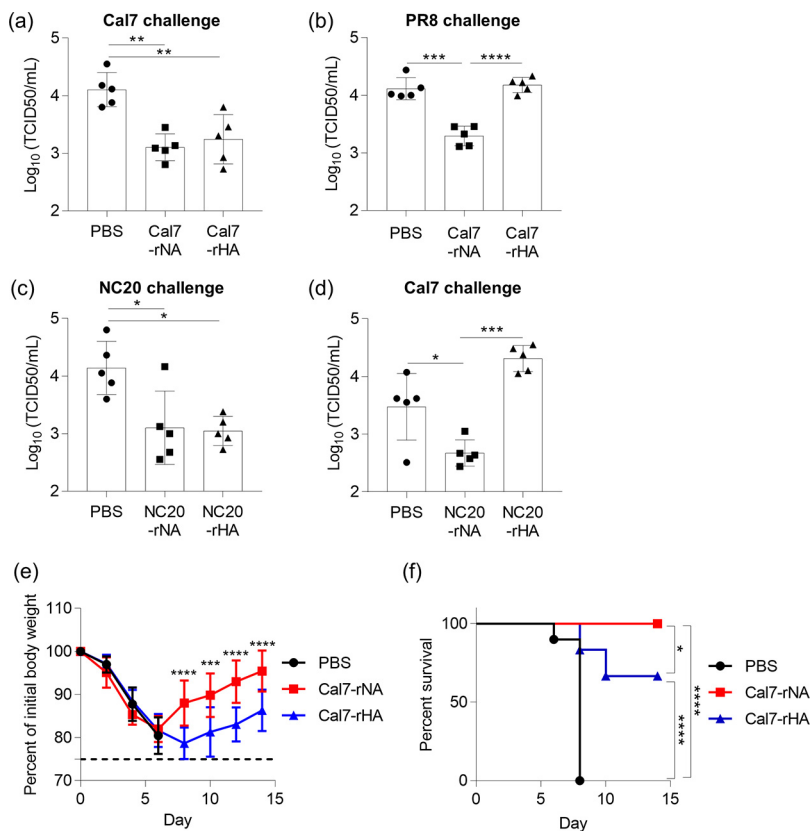 (a)
Cal7 challenge
**
**
5
4
3
2
Log10 (TCID50/mL)
PBS
Cal7
-rNA
Cal7
-rHA
(b)
PR8 challenge
***
****
5
4
3
2
Log10 (TCID50/mL)
PBS
Cal7
-rNA
Cal7
-rHA
(c)
NC20 challenge
*
*
5
4
3
2
Log10 (TCID50/mL)
PBS
NC20
-rNA
NC20
-rHA
(d)
Cal7 challenge
*
***
5
4
3
2
Log10 (TCID50/mL)
PBS
NC20
-rNA
NC20
-rHA
(e)
110
100
90
80
70
Percent of initial body weight
****
***
****
****
0
5
10
15
Day
PBS
Cal7-rNA
Cal7-rHA
(f)
100
50
0
Percent survival
0
5
10
15
Day
*
****
****
PBS
Cal7-rNA
Cal7-rHA